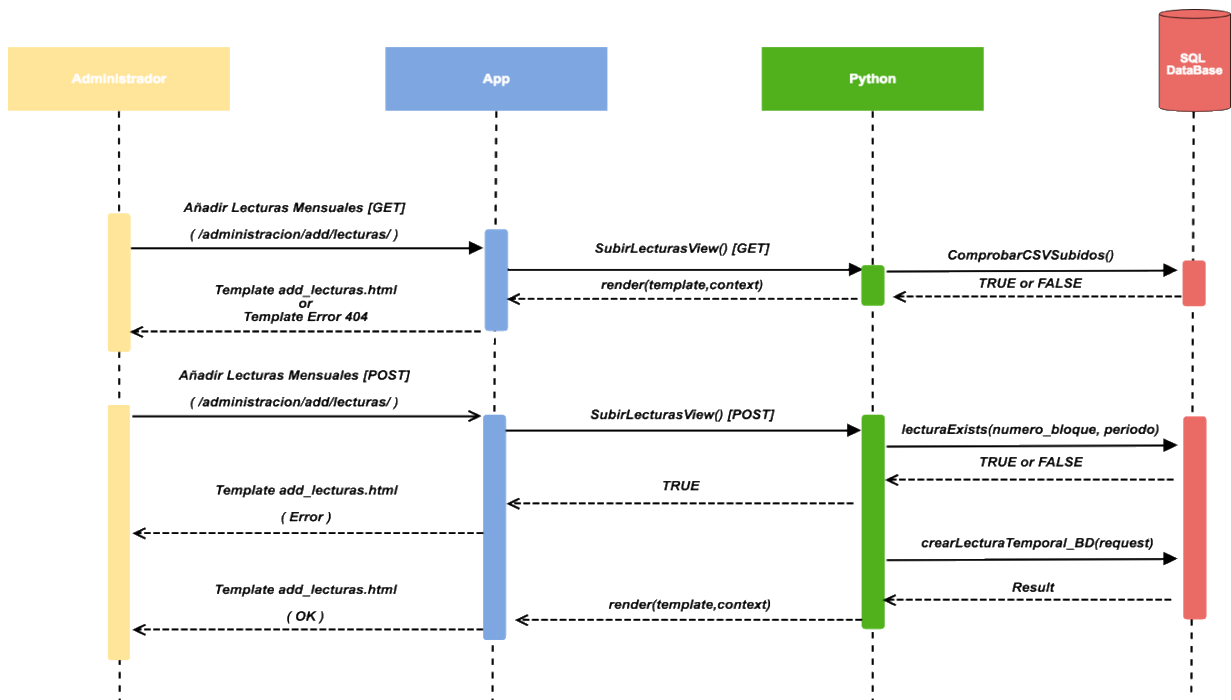 Administrador
App
Python
SQL
DataBase
Añadir Lecturas Mensuales [GET]
( /administracion/add/lecturas/ )
SubirLecturasView() [GET]
ComprobarCSVSubidos()
TRUE or FALSE
render(template,context)
Template add_lecturas.html
or
Template Error 404
Añadir Lecturas Mensuales [POST]
( /administracion/add/lecturas/ )
SubirLecturasView() [POST]
lecturaExists(numero_bloque, periodo)
TRUE or FALSE
TRUE
Template add_lecturas.html
( Error )
crearLecturaTemporal_BD(request)
Result
render(template,context)
Template add_lecturas.html
( OK )